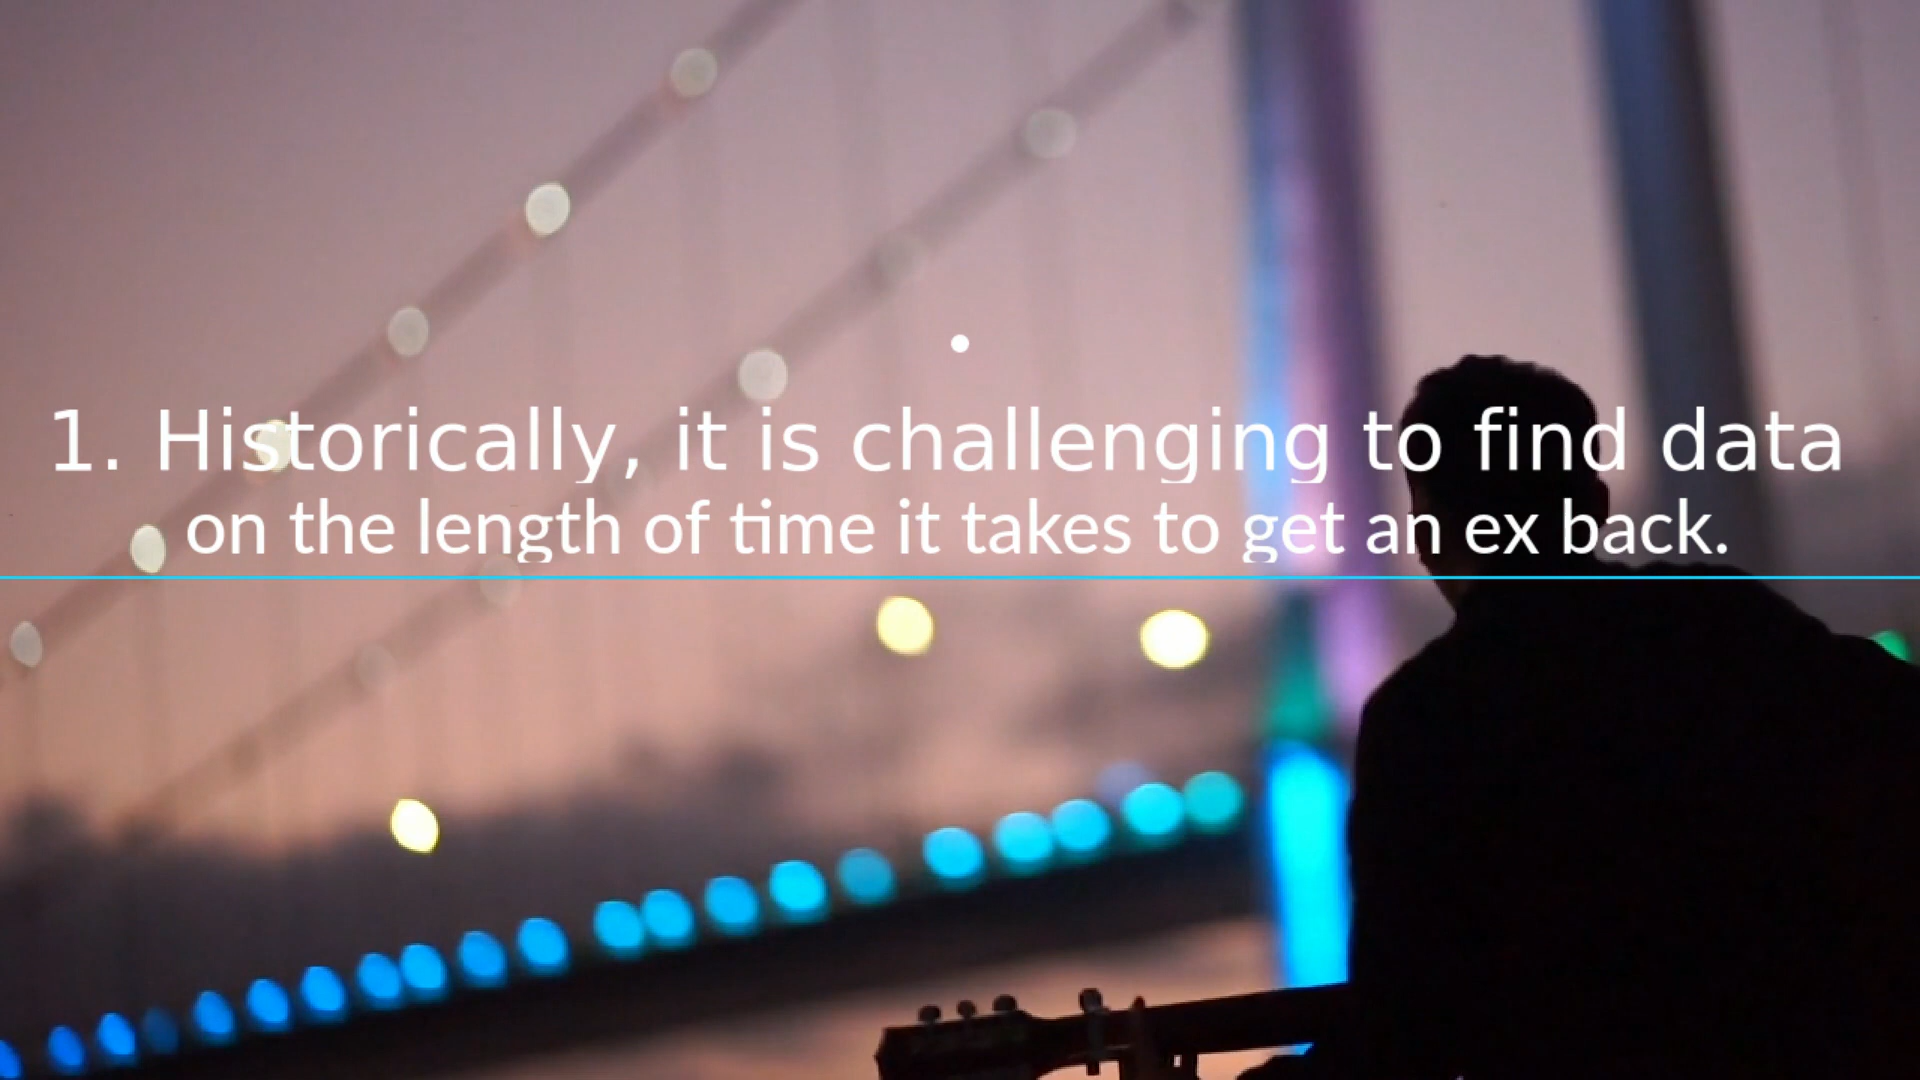 1. Historically, it is challenging to find data
on the length of time it takes to get an ex back.